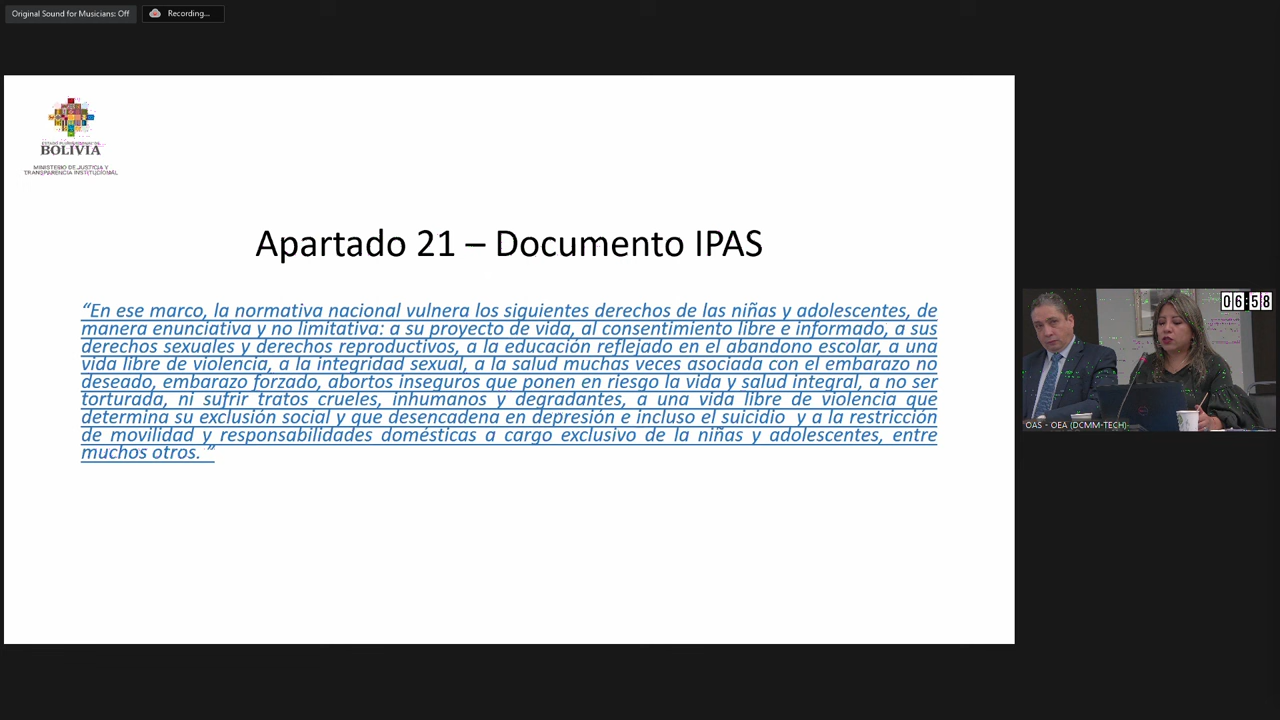 Original Sound for Musicians: Off
Recording...
ESTADO PLURINACIONAL DE
BOLIVIA
MINISTERIO DE JUSTICIA Y
TRANSPARENCIA INSTITUCIONAL
Apartado 21 – Documento IPAS
“En ese marco, la normativa nacional vulnera los siguientes derechos de las niñas y adolescentes, de
manera enunciativa y no limitativa: a su proyecto de vida, al consentimiento libre e informado, a sus
derechos sexuales y derechos reproductivos, a la educación reflejado en el abandono escolar, a una
vida libre de violencia, a la integridad sexual, a la salud muchas veces asociada con el embarazo no
deseado, embarazo forzado, abortos inseguros que ponen en riesgo la vida y salud integral, a no ser
torturada, ni sufrir tratos crueles, inhumanos y degradantes, a una vida libre de violencia que
determina su exclusión social y que desencadena en depresión e incluso el suicidio y a la restricción
de movilidad y responsabilidades domésticas a cargo exclusivo de la niñas y adolescentes, entre
muchos otros. ”
06:58
OAS - OEA (DCMM-TECH)